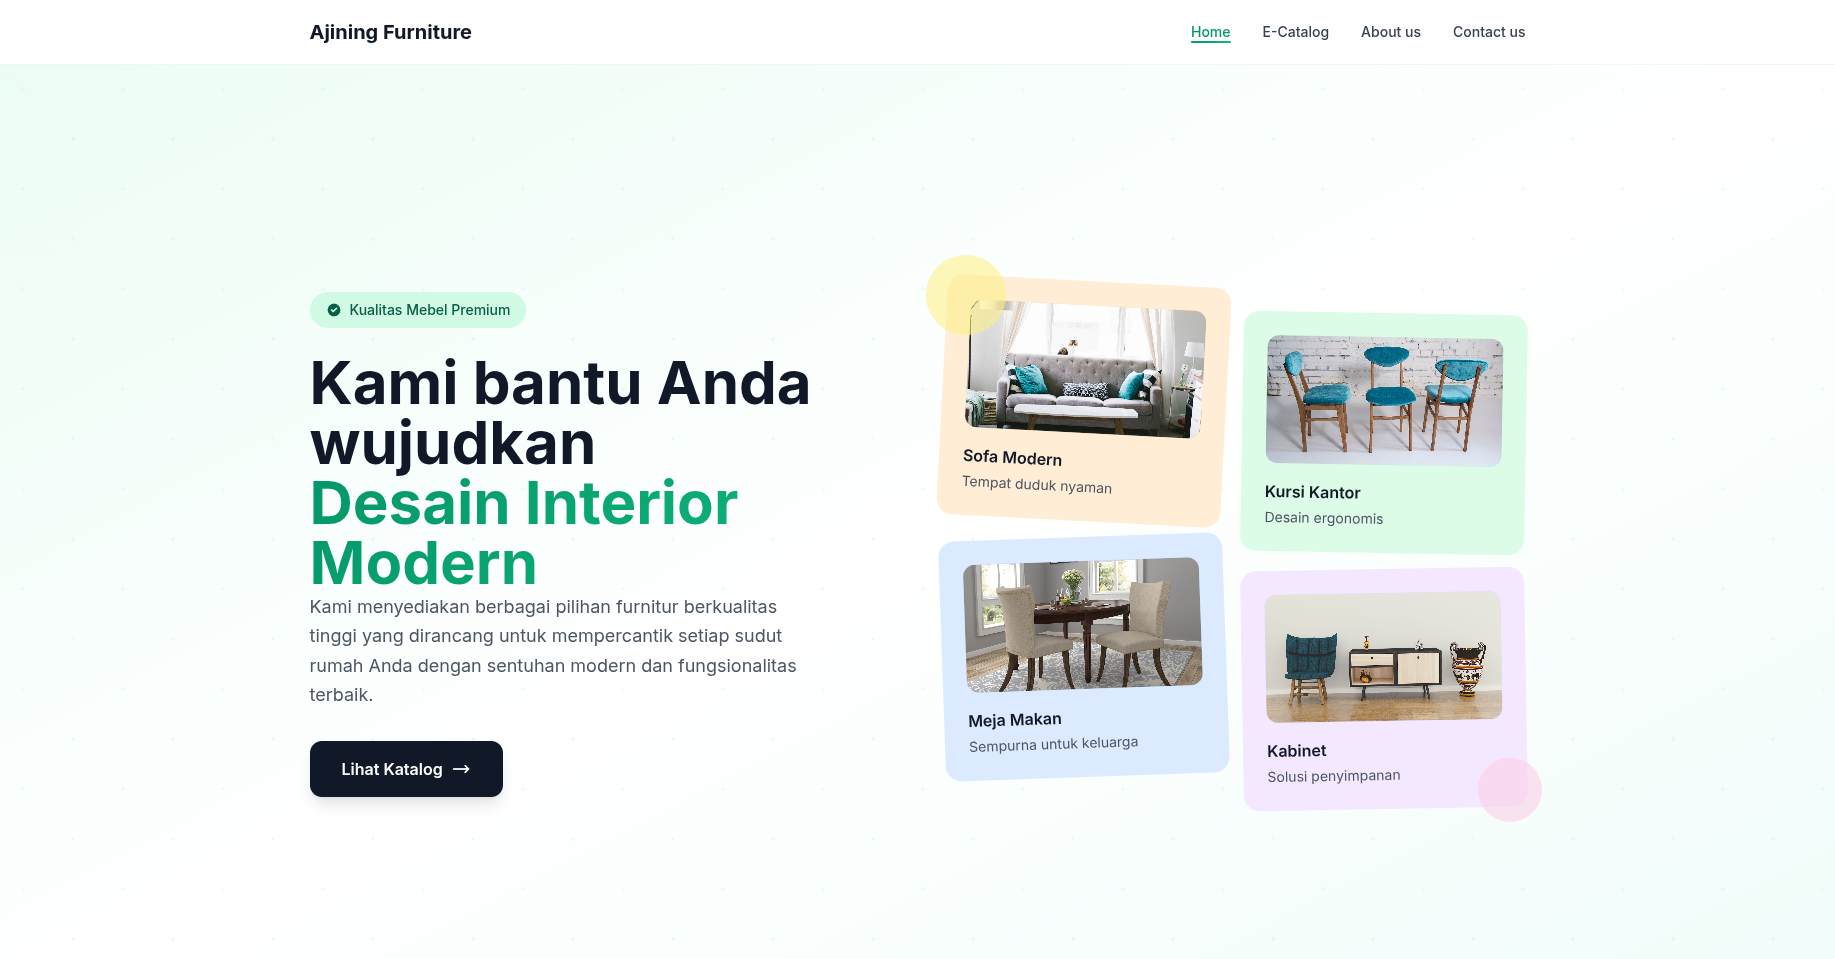 Ajining Furniture
Home
E-Catalog
About us
Contact us
Kualitas Mebel Premium
Kami bantu Anda
wujudkan
Desain Interior
Modern
Kami menyediakan berbagai pilihan furnitur berkualitas
tinggi yang dirancang untuk mempercantik setiap sudut
rumah Anda dengan sentuhan modern dan fungsionalitas
terbaik.
Lihat Katalog
Sofa Modern
Tempat duduk nyaman
Kursi Kantor
Desain ergonomis
Meja Makan
Sempurna untuk keluarga
Kabinet
Solusi penyimpanan